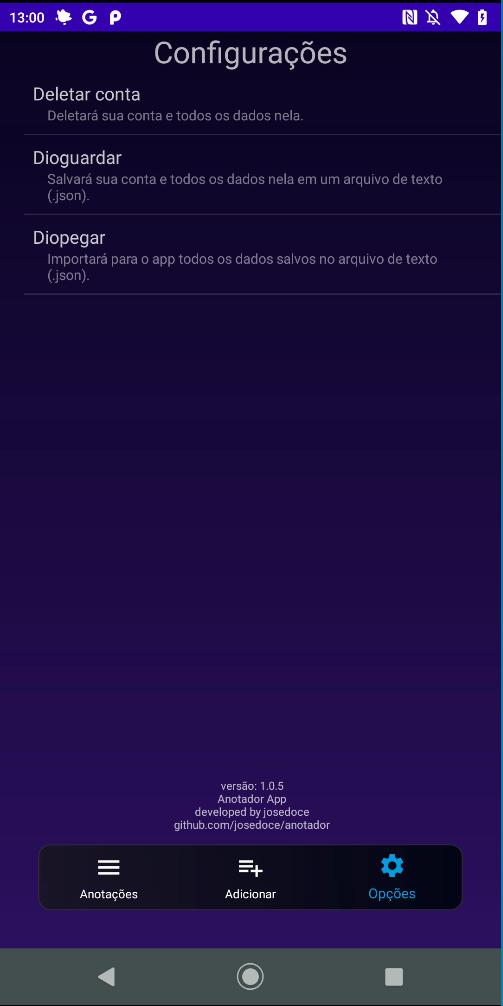 13:00
Configurações
Deletar conta
Deletará sua conta e todos os dados nela.
Dioguardar
Salvará sua conta e todos os dados nela em um arquivo de texto
(.json).
Diopegar
Importará para o app todos os dados salvos no arquivo de texto
(.json).
versão: 1.0.5
Anotador App
developed by josedoce
github.com/josedoce/anotador
Anotações
Adicionar
Opções